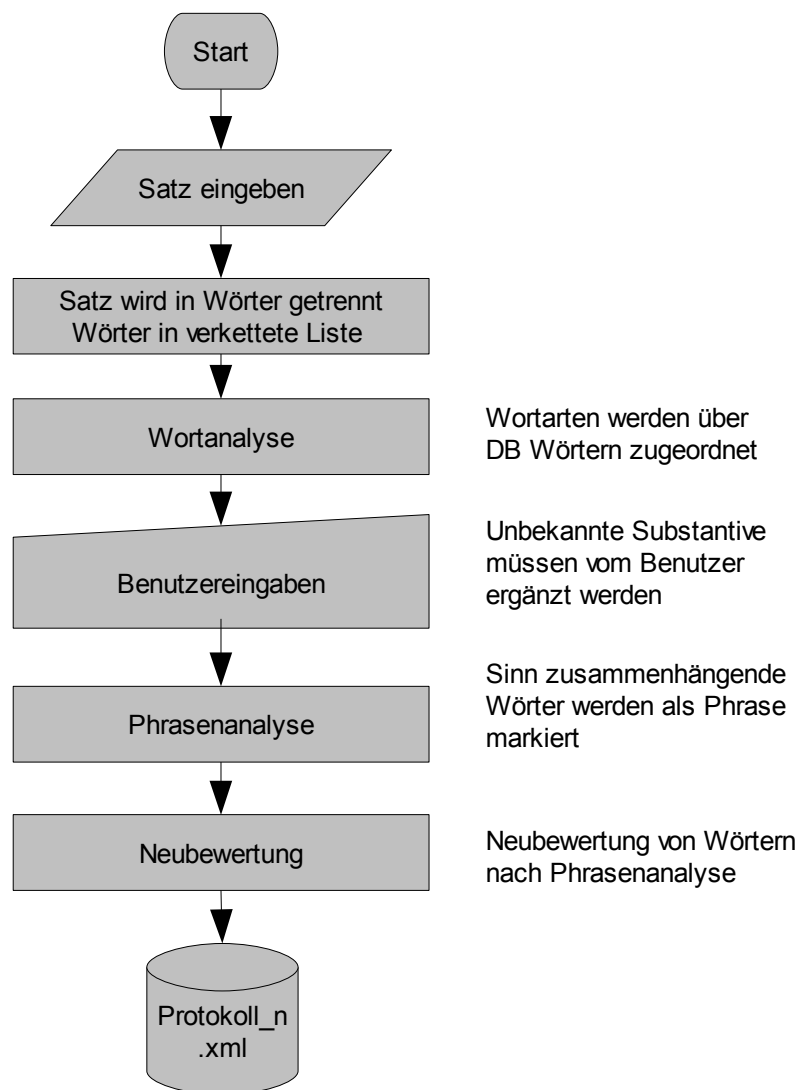 Start
Satz eingeben
Satz wird in Wörter getrennt
Wörter in verkettete Liste
Wortanalyse
Wortarten werden über
DB Wörtern zugeordnet
Benutzereingaben
Unbekannte Substantive
müssen vom Benutzer
ergänzt werden
Phrasenanalyse
Sinn zusammenhängende
Wörter werden als Phrase
markiert
Neubewertung
Neubewertung von Wörtern
nach Phrasenanalyse
Protokoll_n
.xml